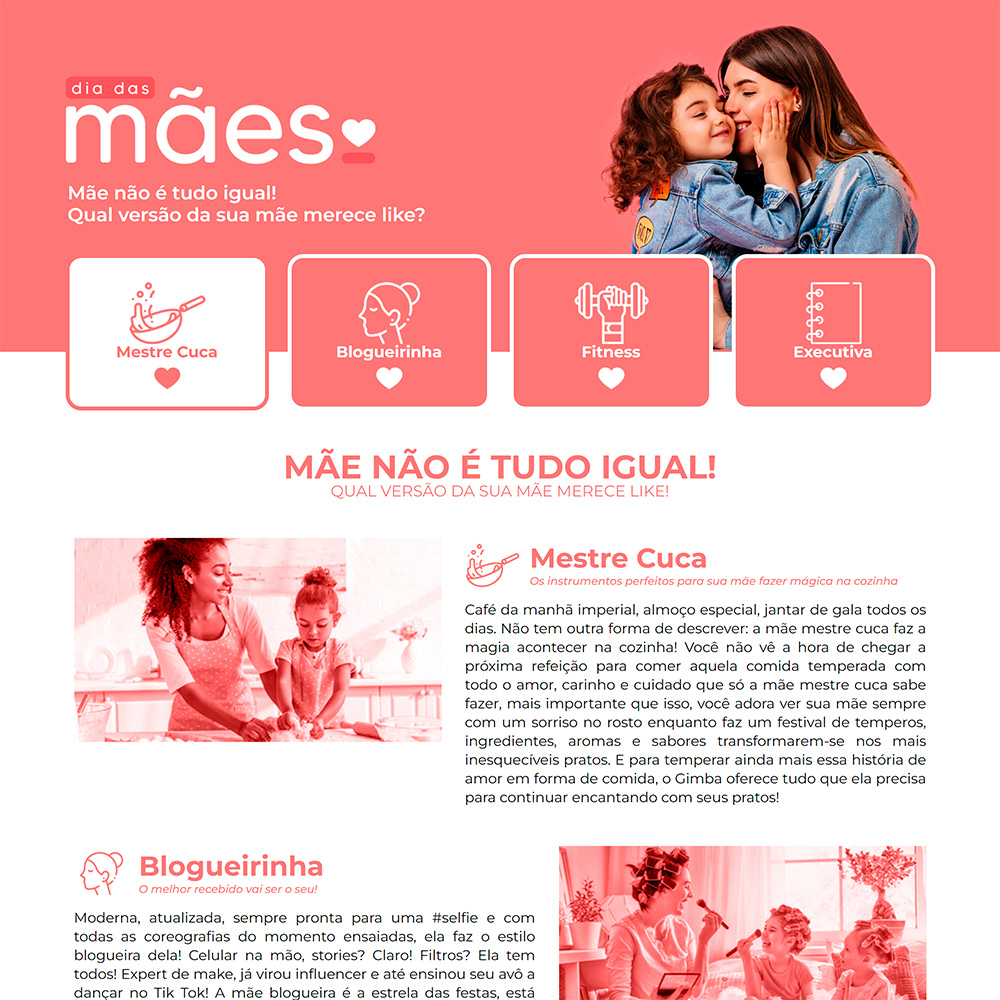 dia das
mães
Mãe não é tudo igual!
Qual versão da sua mãe merece like?
Mestre Cuca
Blogueirinha
Fitness
Executiva
MÃE NÃO É TUDO IGUAL!
QUAL VERSÃO DA SUA MÃE MERECE LIKE!
Mestre Cuca
Os instrumentos perfeitos para sua mãe fazer mágica na cozinha
Café da manhã imperial, almoço especial, jantar de gala todos os
dias. Não tem outra forma de descrever: a mãe mestre cuca faz a
magia acontecer na cozinha! Você não vê a hora de chegar a
próxima refeição para comer aquela comida temperada com
todo o amor, carinho e cuidado que só a mãe mestre cuca sabe
fazer, mais importante que isso, você adora ver sua mãe sempre
com um sorriso no rosto enquanto faz um festival de temperos,
ingredientes, aromas e sabores transformarem-se nos mais
inesquecíveis pratos. E para temperar ainda mais essa história de
amor em forma de comida, o Gimba oferece tudo que ela precisa
para continuar encantando com seus pratos!
Blogueirinha
O melhor recebido vai ser o seu!
Moderna, atualizada, sempre pronta para uma #selfie e com
todas as coreografias do momento ensaiadas, ela faz o estilo
blogueira dela! Celular na mão, stories? Claro! Filtros? Ela tem
todos! Expert de make, já virou influencer e até ensinou seu avô a
dançar no Tik Tok! A mãe blogueira é a estrela das festas, está